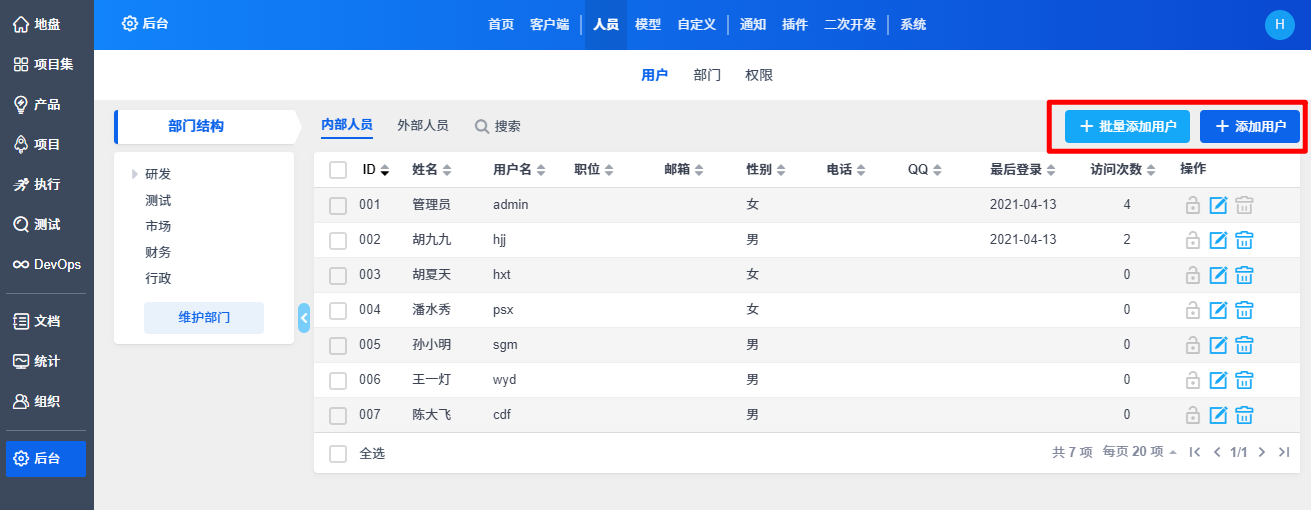 地盘
项目集
产品
项目
执行
测试
DevOps
文档
统计
组织
后台
后台
首页 客户端 人员 模型 自定义 通知 插件 二次开发 系统
H
用户 部门 权限
部门结构
研发
测试
市场
财务
行政
维护部门
内部人员 外部人员 搜索
批量添加用户 添加用户
ID 姓名 用户名 职位 邮箱 性别 电话 QQ 最后登录 访问次数 操作
001 管理员 admin 女 2021-04-13 4
002 胡九九 hjj 男 2021-04-13 2
003 胡夏天 hxt 女 0
004 潘水秀 psx 女 0
005 孙小明 sgm 男 0
006 王一灯 wyd 男 0
007 陈大飞 cdf 男 0
全选
共 7 项 每页 20 项 1/1